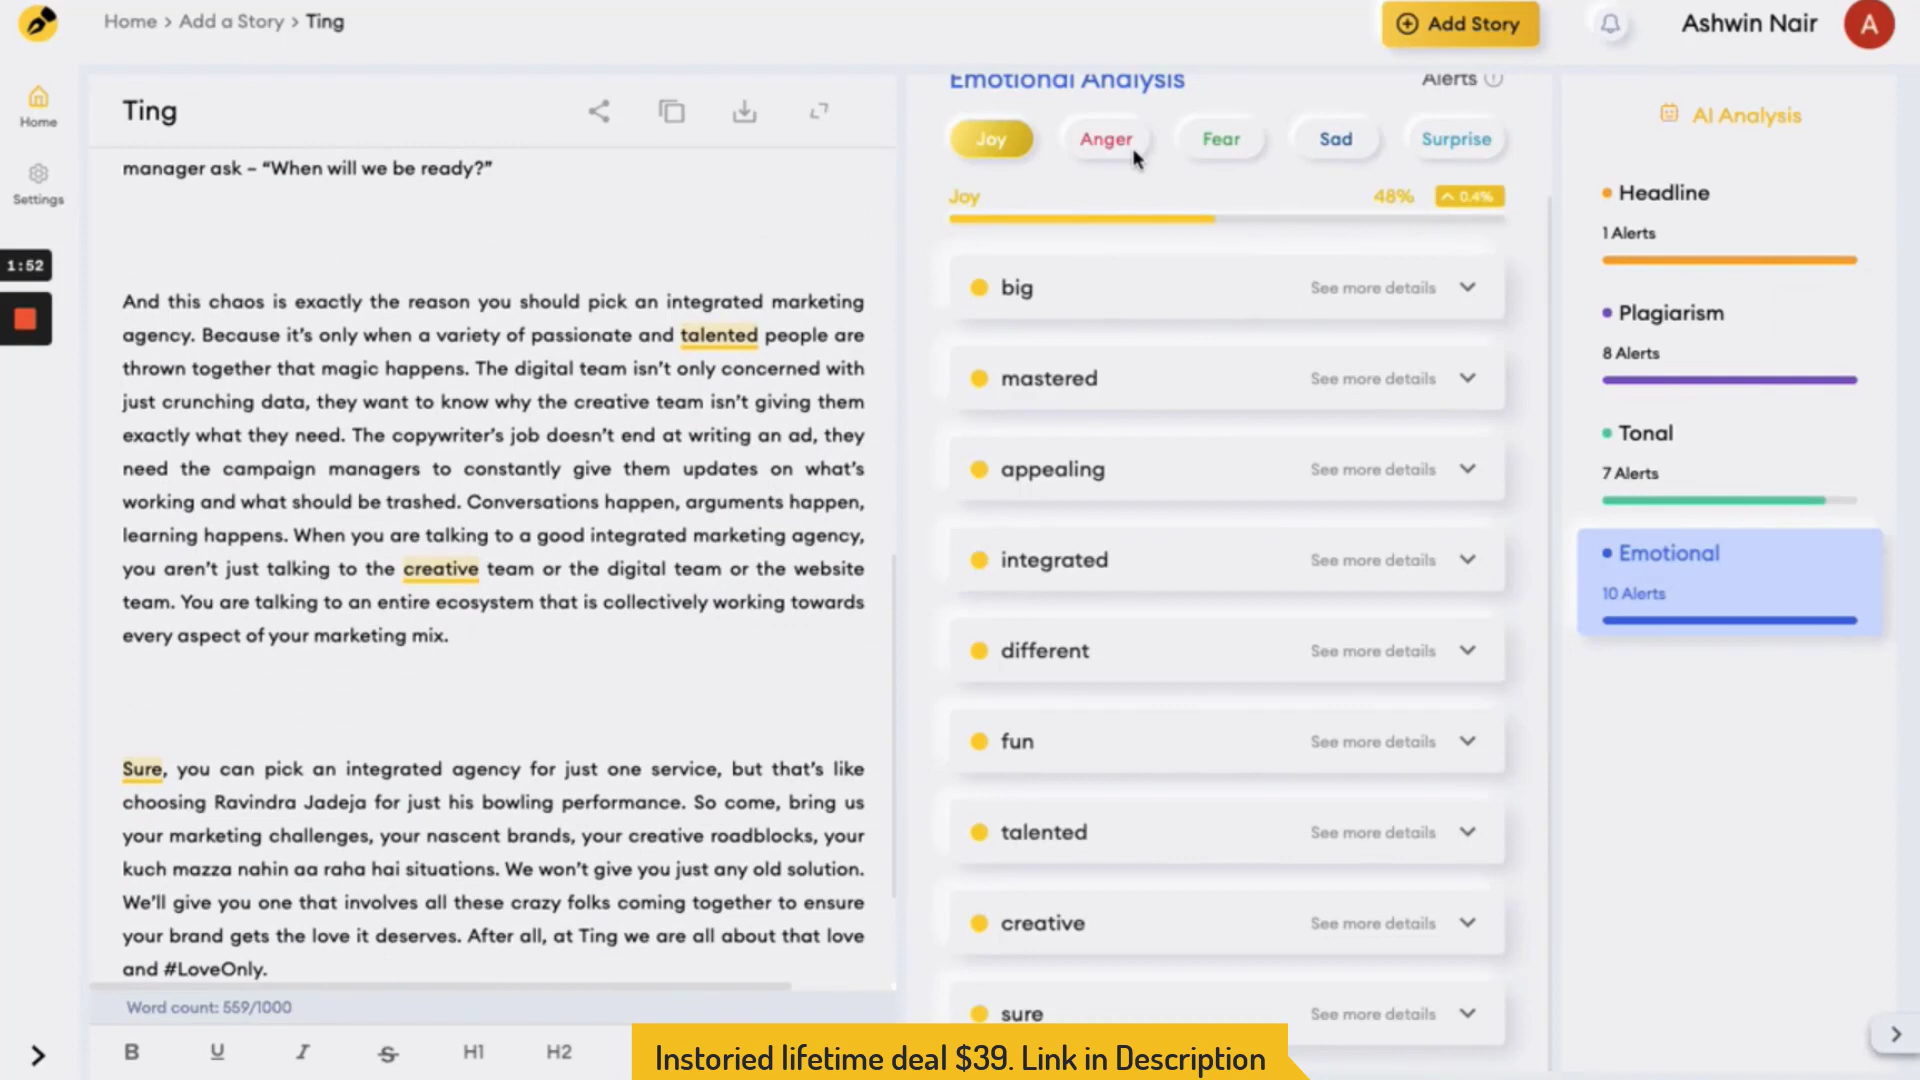 Home > Add a Story > Ting
Add Story
Ashwin Nair
A
Home
Settings
1:52
Ting
manager ask – “When will we be ready?”
And this chaos is exactly the reason you should pick an integrated marketing
agency. Because it’s only when a variety of passionate and talented people are
thrown together that magic happens. The digital team isn’t only concerned with
just crunching data, they want to know why the creative team isn’t giving them
exactly what they need. The copywriter’s job doesn’t end at writing an ad, they
need the campaign managers to constantly give them updates on what’s
working and what should be trashed. Conversations happen, arguments happen,
learning happens. When you are talking to a good integrated marketing agency,
you aren’t just talking to the creative team or the digital team or the website
team. You are talking to an entire ecosystem that is collectively working towards
every aspect of your marketing mix.
Sure, you can pick an integrated agency for just one service, but that’s like
choosing Ravindra Jadeja for just his bowling performance. So come, bring us
your marketing challenges, your nascent brands, your creative roadblocks, your
kuch mazza nahin aa raha hai situations. We won’t give you just any old solution.
We’ll give you one that involves all these crazy folks coming together to ensure
your brand gets the love it deserves. After all, at Ting we are all about that love
and #LoveOnly.
Word count: 559/1000
B U I S H1 H2
Emotional Analysis
Alerts
Joy Anger Fear Sad Surprise
Joy 48% 0.4%
big See more details
mastered See more details
appealing See more details
integrated See more details
different See more details
fun See more details
talented See more details
creative See more details
sure See more details
AI Analysis
Headline
1 Alerts
Plagiarism
8 Alerts
Tonal
7 Alerts
Emotional
10 Alerts
Instoried lifetime deal $39. Link in Description